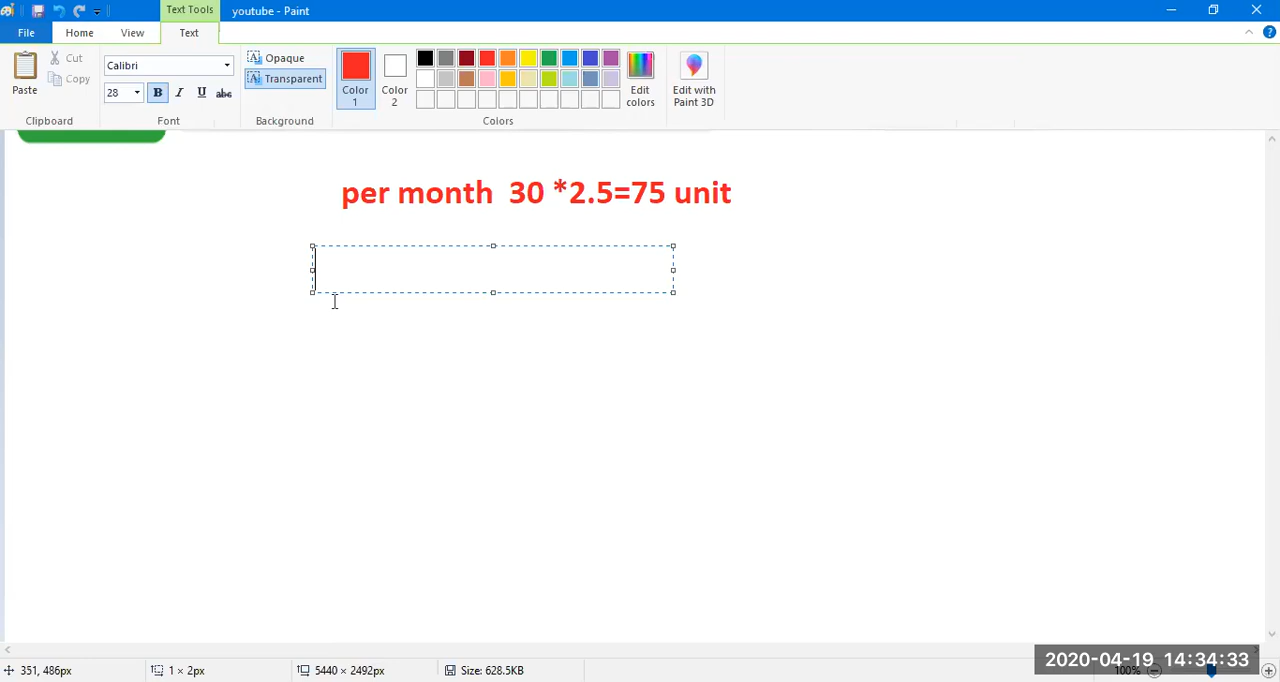 Text Tools
youtube - Paint
File
Home
View
Text
Paste
Cut
Copy
Clipboard
Calibri
28
B I U abc
Font
Opaque
Transparent
Background
Color 1
Color 2
Edit colors
Colors
Edit with Paint 3D
per month  30 *2.5=75 unit
351, 486px
1 × 2px
5440 × 2492px
Size: 628.5KB
100%
2020-04-19 14:34:33